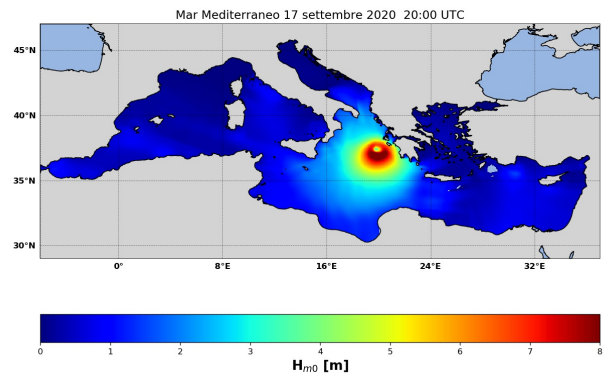 Mar Mediterraneo 17 settembre 2020 20:00 UTC
45°N
40°N
35°N
30°N
0° 8°E 16°E 24°E 32°E
0 1 2 3 4 5 6 7 8
Hm0 [m]